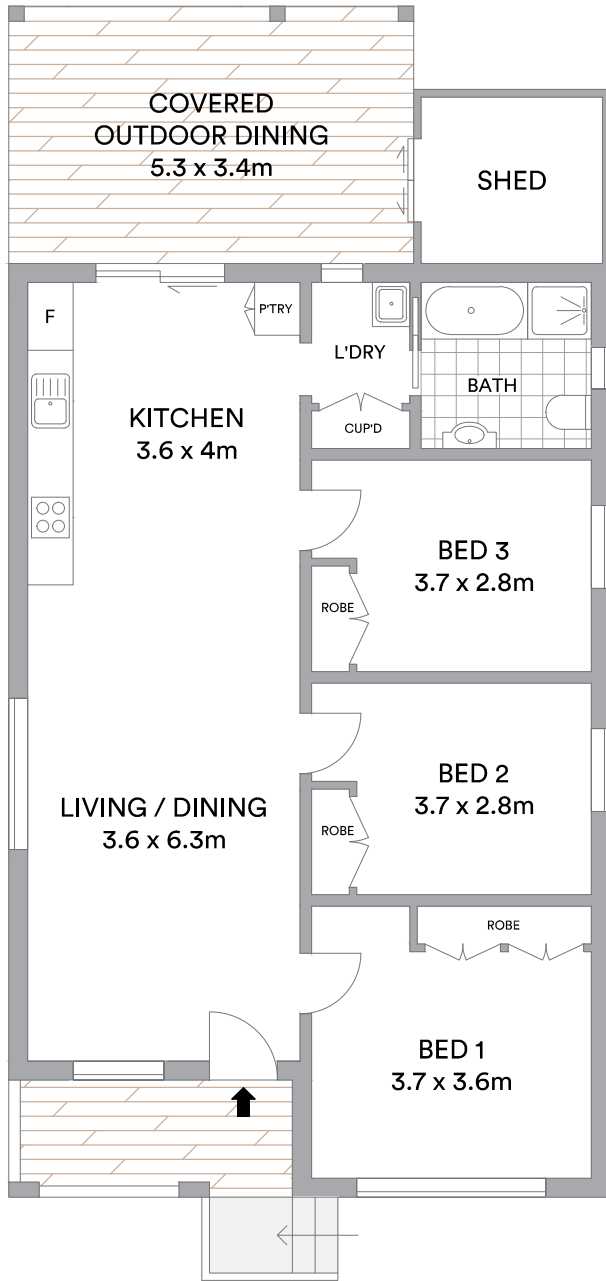 COVERED
OUTDOOR DINING
5.3 x 3.4m
SHED
F
P'TRY
L'DRY
BATH
KITCHEN
3.6 x 4m
CUP'D
BED 3
3.7 x 2.8m
ROBE
BED 2
3.7 x 2.8m
LIVING / DINING
3.6 x 6.3m
ROBE
ROBE
BED 1
3.7 x 3.6m